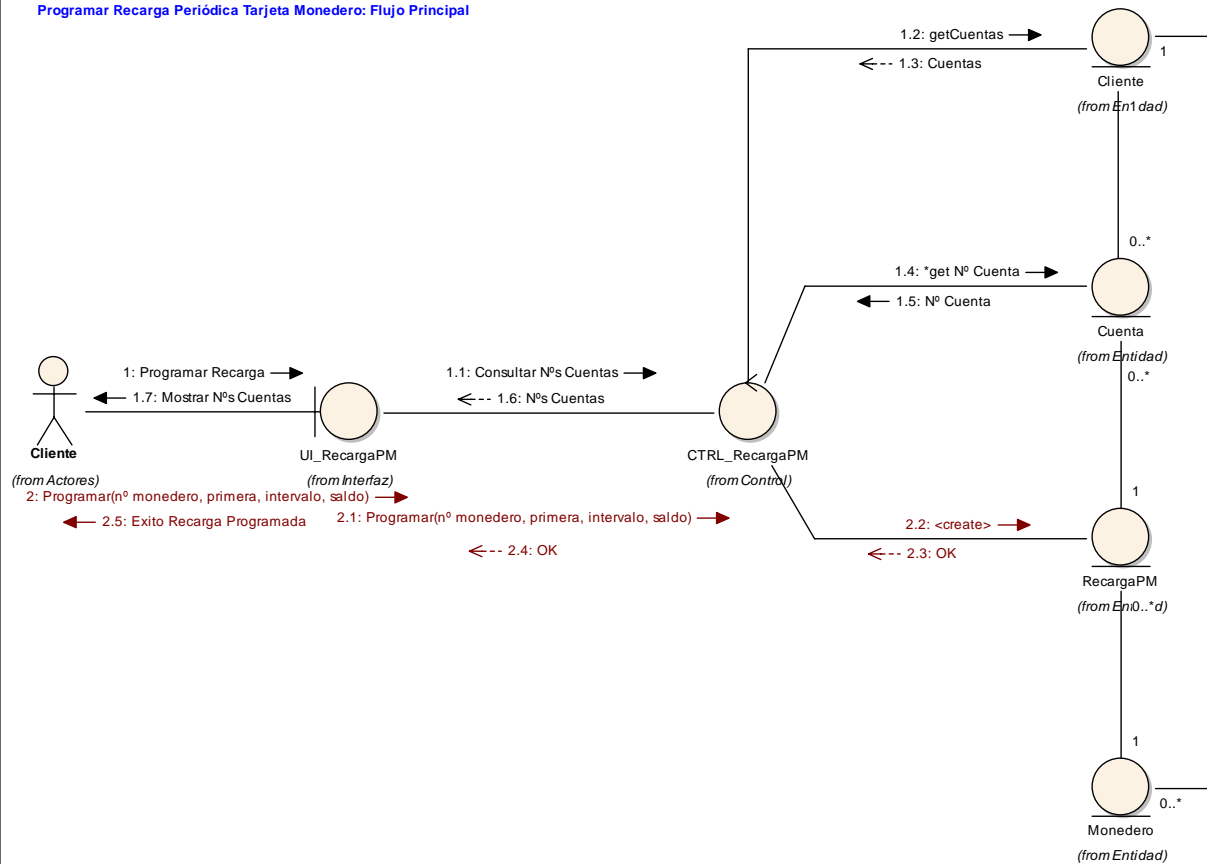 Programar Recarga Periódica Tarjeta Monedero: Flujo Principal
1.2: getCuentas
1.3: Cuentas
1
Cliente
(from En1dad)
0..*
1.4: *get Nº Cuenta
1.5: Nº Cuenta
Cuenta
(from Entidad)
0..*
1: Programar Recarga
1.7: Mostrar NºsCuentas
1.1: Consultar NºsCuentas
1.6: NºsCuentas
Cliente
(from Actores)
UI_RecargaPM
(from Interfaz)
CTRL_RecargaPM
(from Control)
2: Programar(nº monedero, primera, intervalo, saldo)
2.5: Exito Recarga Programada
2.1: Programar(nº monedero, primera, intervalo, saldo)
2.4: OK
1
2.2: <create>
2.3: OK
RecargaPM
(from En0..*d)
1
0..*
Monedero
(from Entidad)